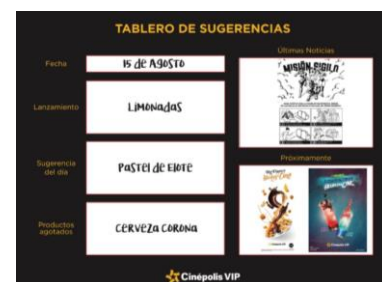 TABLERO DE SUGERENCIAS
Fecha
15 de AGOSTO
Lanzamiento
LIMONadas
Sugerencia
del día
Pastel de ELOTE
Productos
agotados
CERVEZA CORONA
Últimas Noticias
MISIÓN SIGILO
Próximamente
Cinépolis VIP